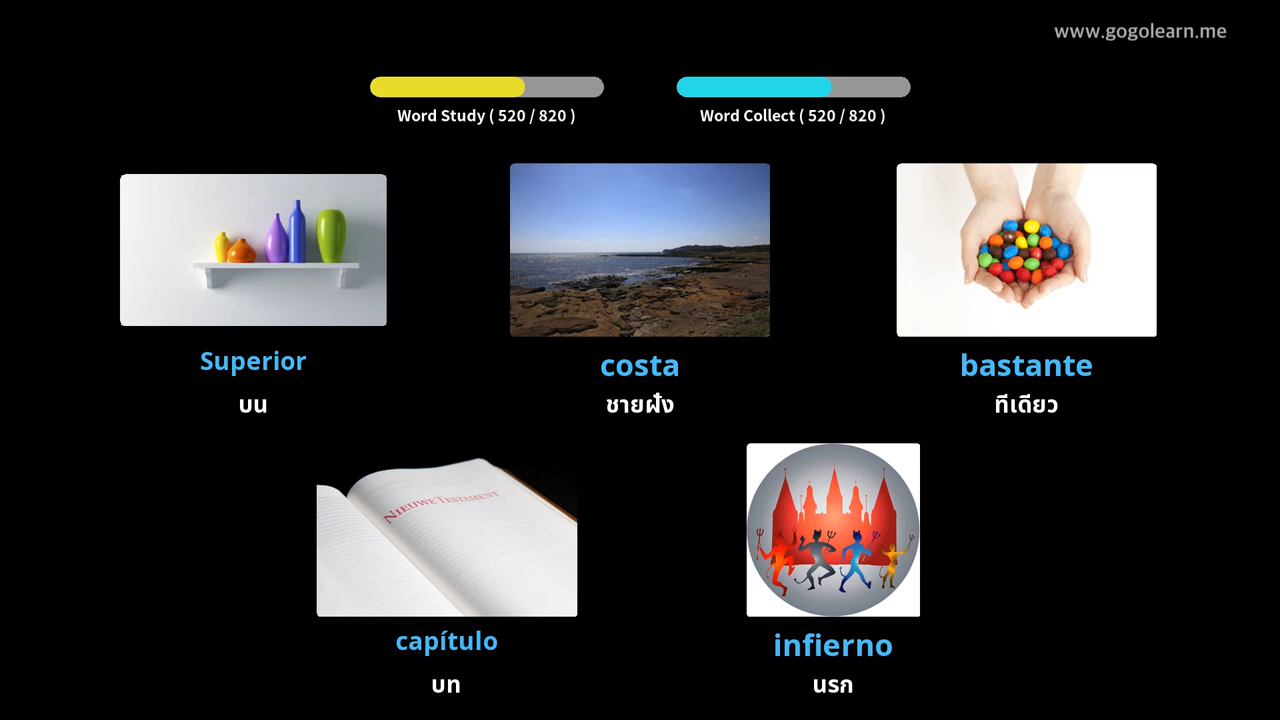 www.gogolearn.me
Word Study ( 520 / 820 )
Word Collect ( 520 / 820 )
Superior
บน
costa
ชายฝั่ง
bastante
ทีเดียว
NIEUWE TESTAMENT
capítulo
บท
infierno
นรก